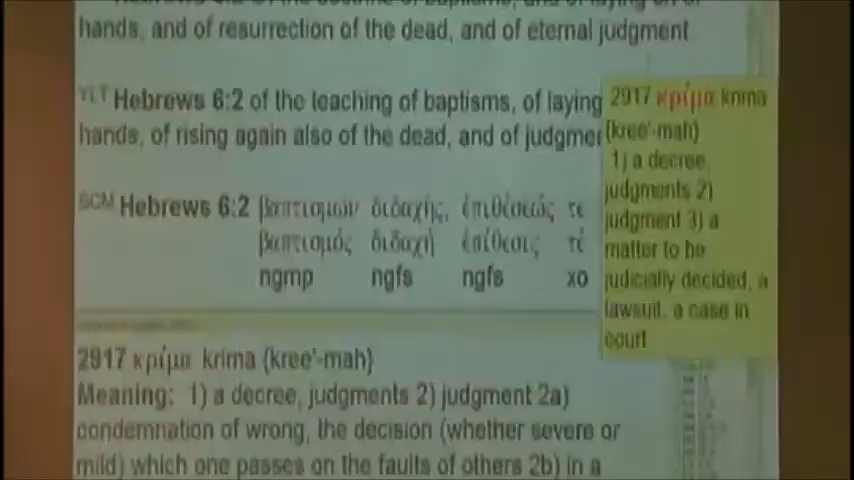 hands, and of resurrection of the dead, and of eternal judgment
YLT Hebrews 6:2 of the teaching of baptisms, of laying
hands, of rising again also of the dead, and of
SCM Hebrews 6:2 βαπτισμῶν διδαχῆς, ἐπιθέσεώς τε
βαπτισμός διδαχή ἐπίθεσις τέ
ngmp ngfs ngfs xo
2917 κρίμα krima
(kree'-mah)
1) a decree,
judgments 2)
judgment 3) a
matter to be
judicially decided, a
lawsuit, a case in
court
2917 κρίμα krima {kree'-mah}
Meaning: 1) a decree, judgments 2) judgment 2a)
condemnation of wrong, the decision (whether severe or
mild) which one passes on the faults of others 2b) in a